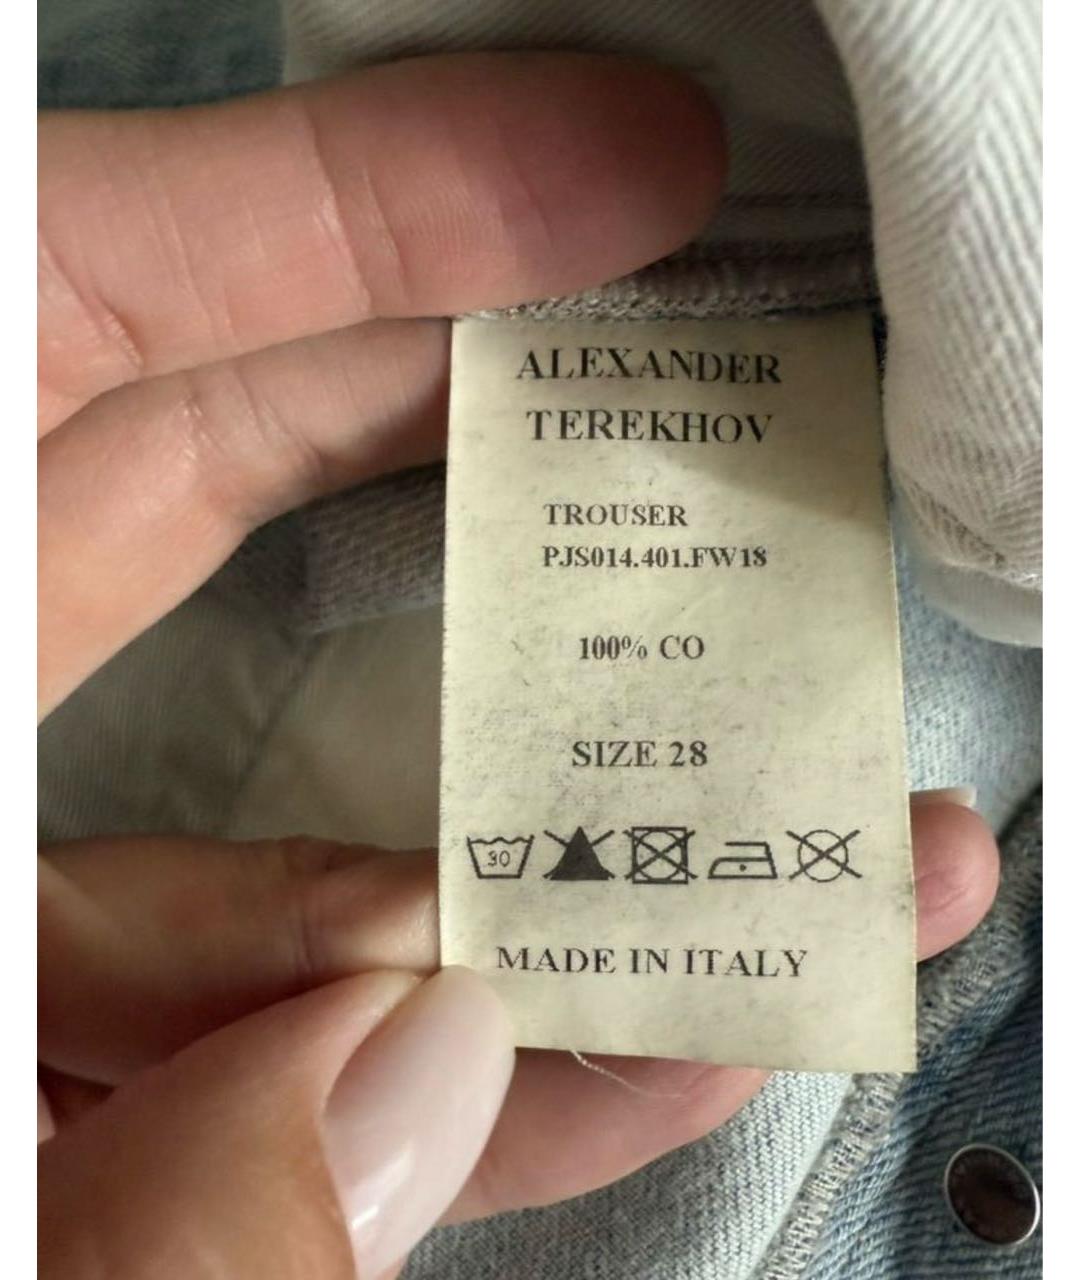 ALEXANDER
TEREKHOV
TROUSER
PJS014.401.FW18
100% CO
SIZE 28
30
MADE IN ITALY